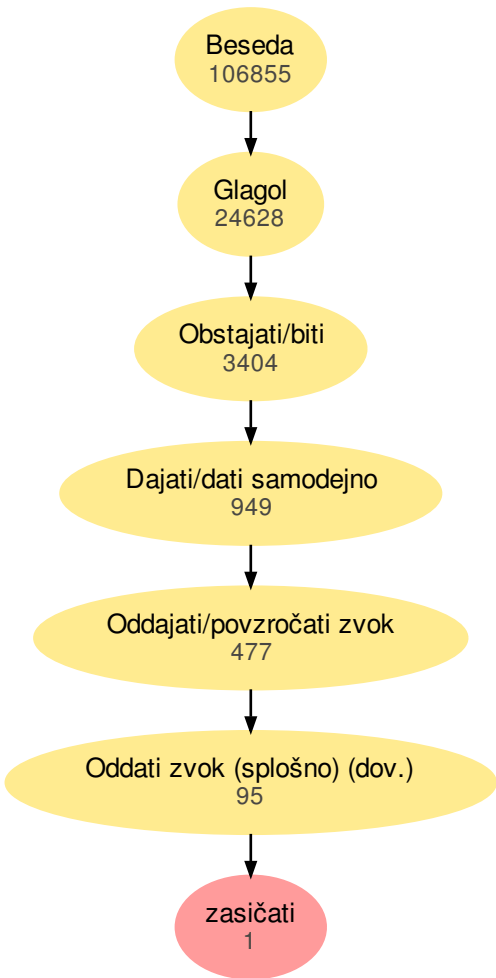 Beseda
106855
Glagol
24628
Obstajati/biti
3404
Dajati/dati samodejno
949
Oddajati/povzročati zvok
477
Oddati zvok (splošno) (dov.)
95
zasičati
1